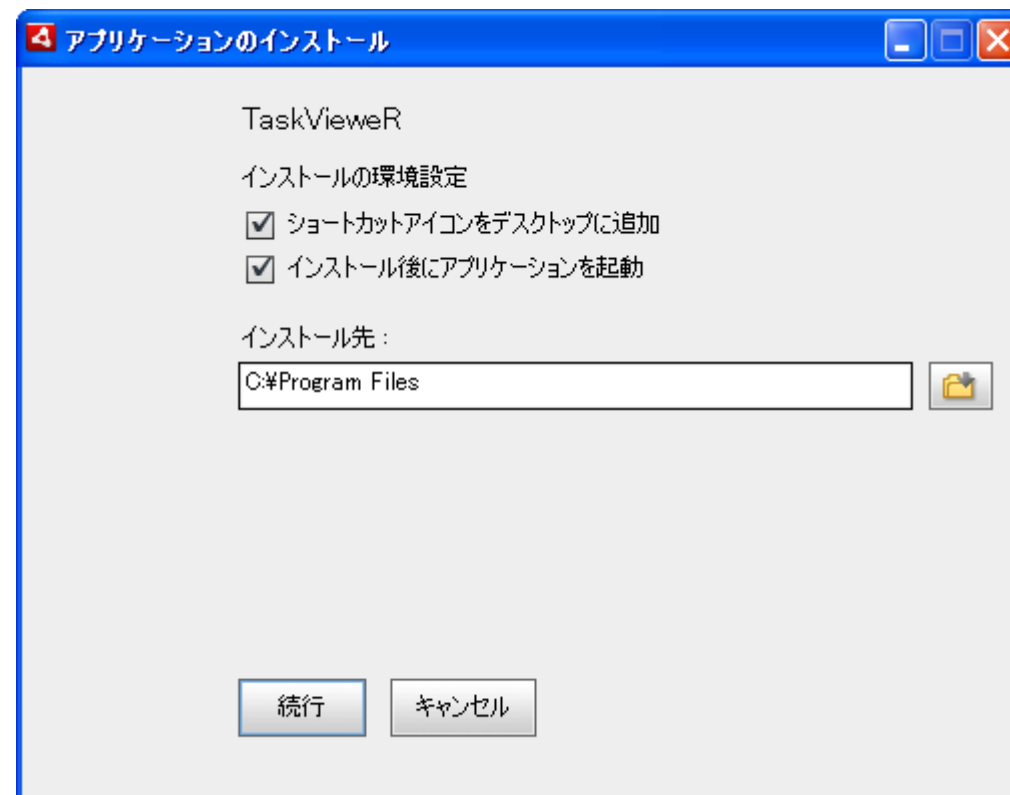 アプリケーションのインストール
TaskVieweR
インストールの環境設定
ショートカットアイコンをデスクトップに追加
インストール後にアプリケーションを起動
インストール先：
C:¥Program Files
続行
キャンセル